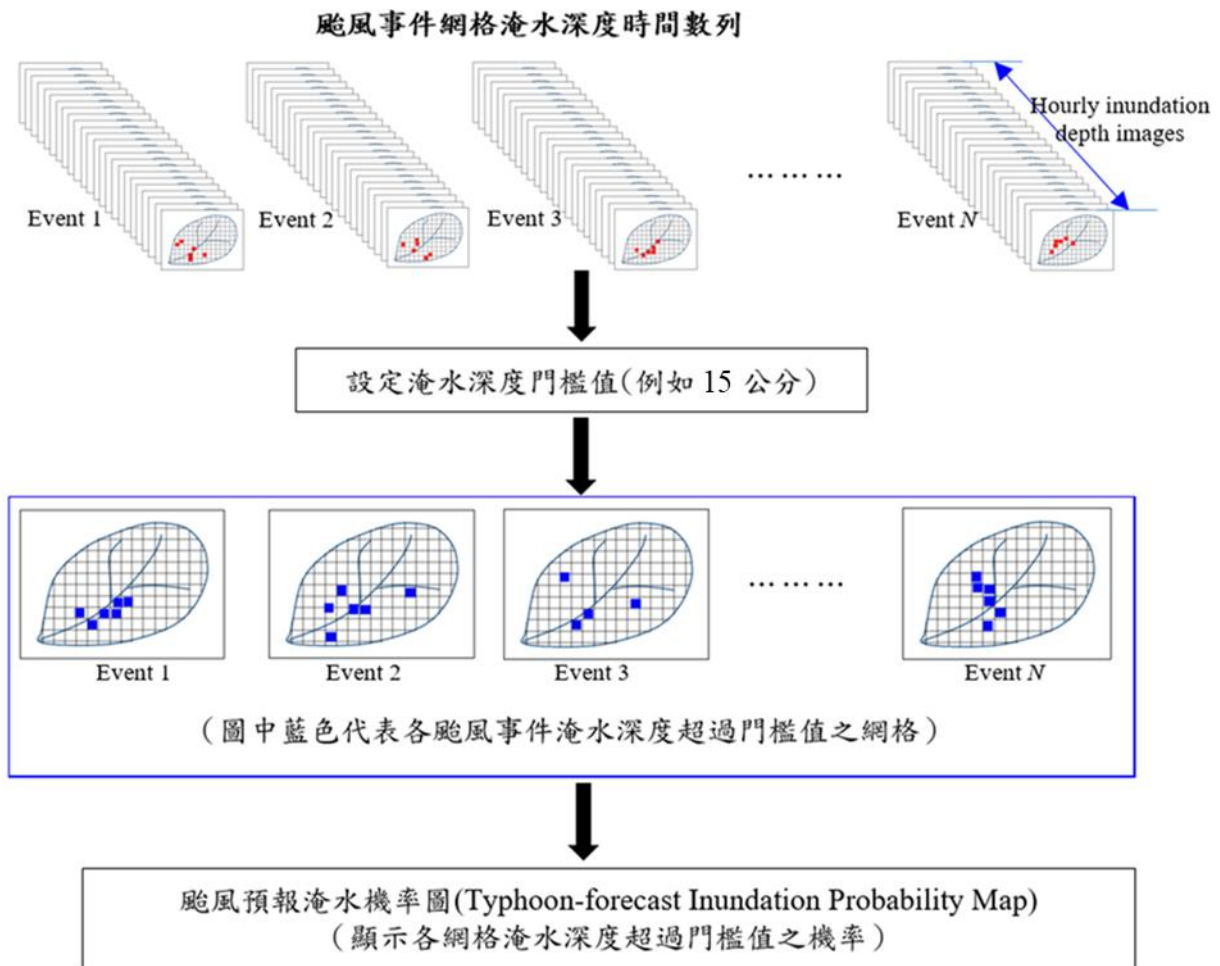 颱風事件網格淹水深度時間數列
Hourly inundation
depth images
Event 1
Event 2
Event 3
………
Event N
設定淹水深度門檻值(例如 15 公分)
Event 1
Event 2
Event 3
………
Event N
(圖中藍色代表各颱風事件淹水深度超過門檻值之網格)
颱風預報淹水機率圖(Typhoon-forecast Inundation Probability Map)
(顯示各網格淹水深度超過門檻值之機率)